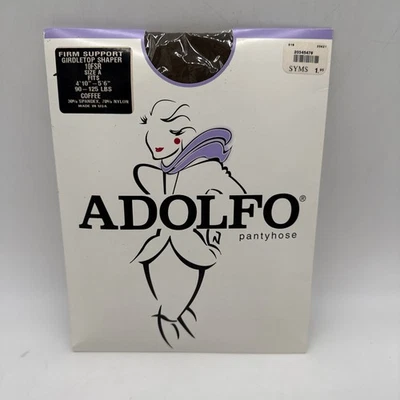 FIRM SUPPORT
GIRDLETOP SHAPER
10FSR
SIZE A
FITS
4'10"-5'6"
90-125 LBS
COFFEE
MADE IN USA
SYMS
ADOLFO®
pantyhose